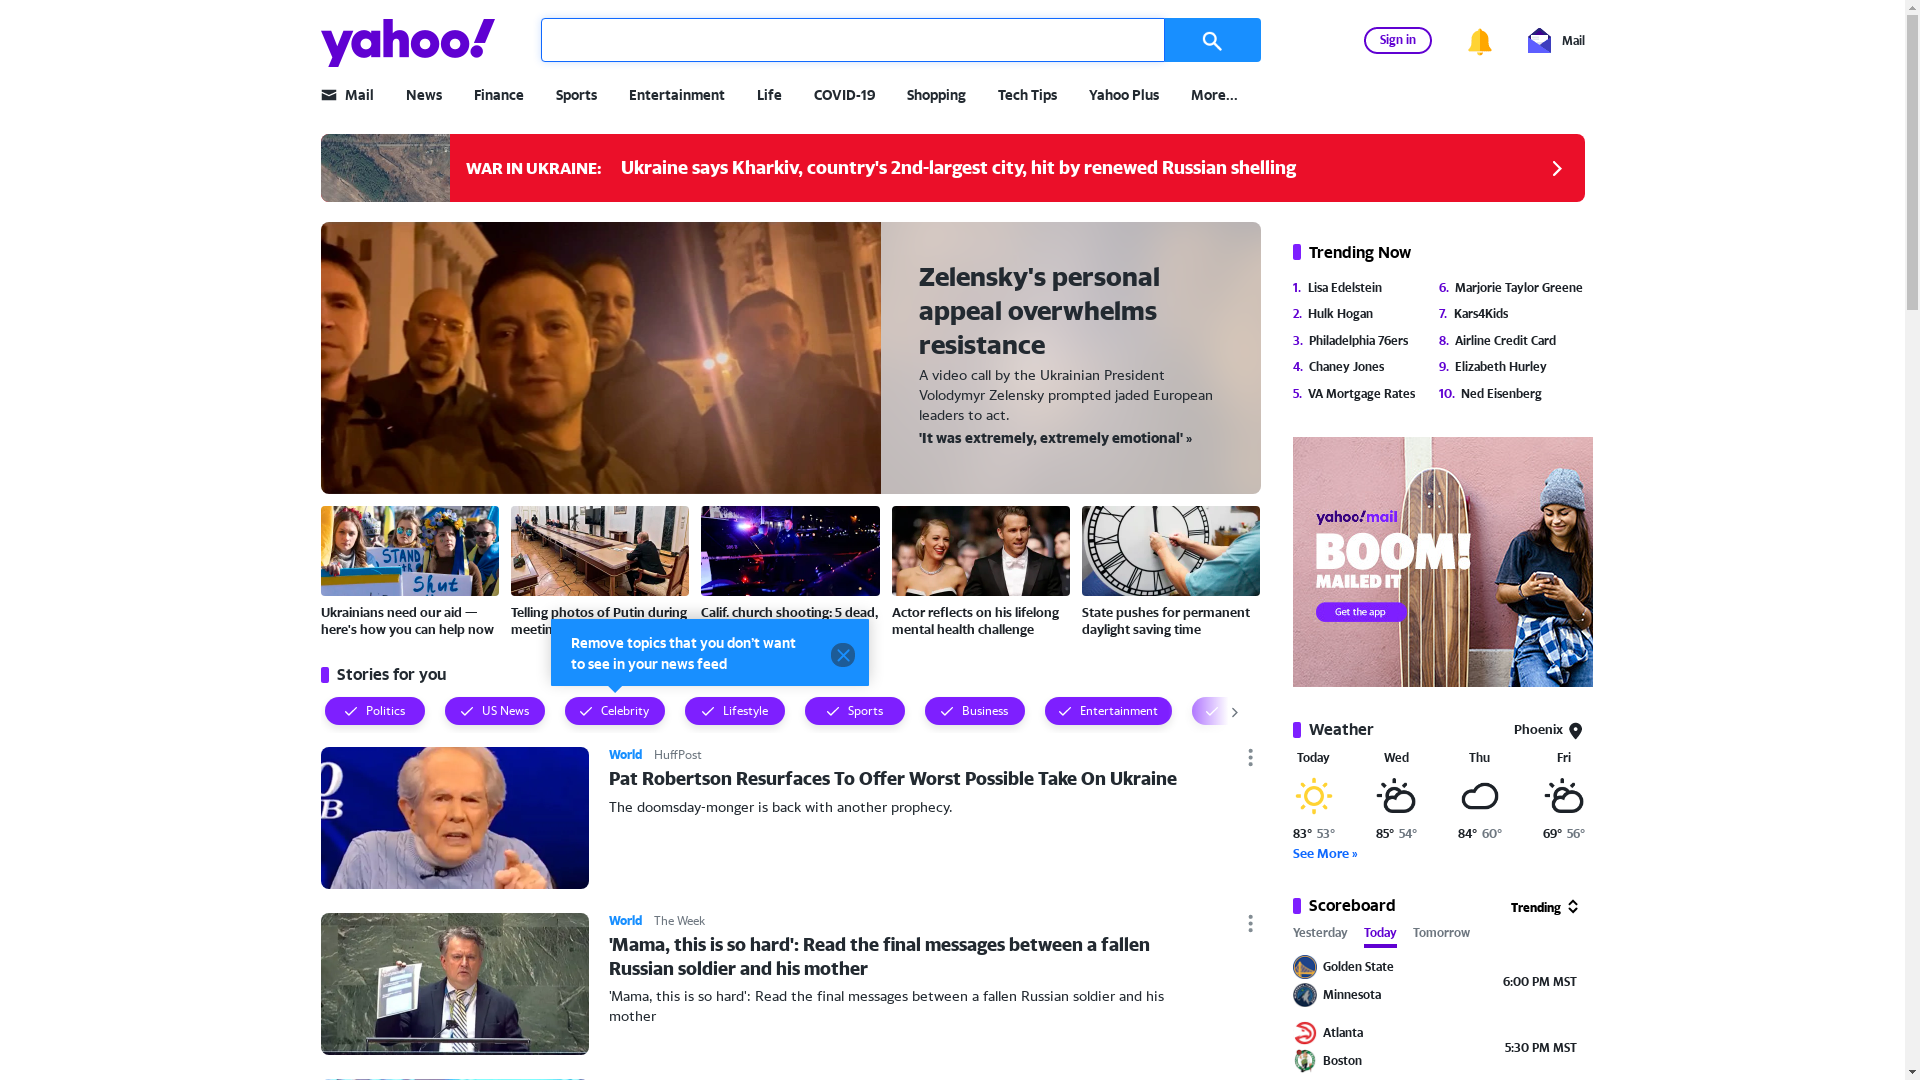 yahoo!
Sign in
Mail
Mail
News
Finance
Sports
Entertainment
Life
COVID-19
Shopping
Tech Tips
Yahoo Plus
More...
WAR IN UKRAINE: Ukraine says Kharkiv, country's 2nd-largest city, hit by renewed Russian shelling
Zelensky's personal
appeal overwhelms
resistance
A video call by the Ukrainian President
Volodymyr Zelensky prompted jaded European
leaders to act.
'It was extremely, extremely emotional' »
STAND
Shut
Ukrainians need our aid —
here's how you can help now
Telling photos of Putin during
Calif. church shooting: 5 dead,
Actor reflects on his lifelong
mental health challenge
State pushes for permanent
daylight saving time
Remove topics that you don't want
to see in your news feed
Stories for you
Politics
US News
Celebrity
Lifestyle
Sports
Business
Entertainment
World HuffPost
Pat Robertson Resurfaces To Offer Worst Possible Take On Ukraine
The doomsday-monger is back with another prophecy.
World The Week
'Mama, this is so hard': Read the final messages between a fallen
Russian soldier and his mother
'Mama, this is so hard': Read the final messages between a fallen Russian soldier and his
mother
Trending Now
1. Lisa Edelstein
2. Hulk Hogan
3. Philadelphia 76ers
4. Chaney Jones
5. VA Mortgage Rates
6. Marjorie Taylor Greene
7. Kars4Kids
8. Airline Credit Card
9. Elizabeth Hurley
10. Ned Eisenberg
yahoo!mail
BOOM!
MAILED IT
Get the app
Weather
Phoenix
Today Wed Thu Fri
83° 53° 85° 54° 84° 60° 69° 56°
See More »
Scoreboard
Trending
Yesterday Today Tomorrow
Golden State
6:00 PM MST
Minnesota
Atlanta
5:30 PM MST
Boston